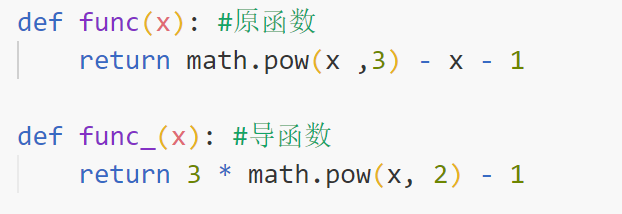 def func(x): #原函数
    return math.pow(x ,3) - x - 1
def func_(x): #导函数
    return 3 * math.pow(x, 2) - 1